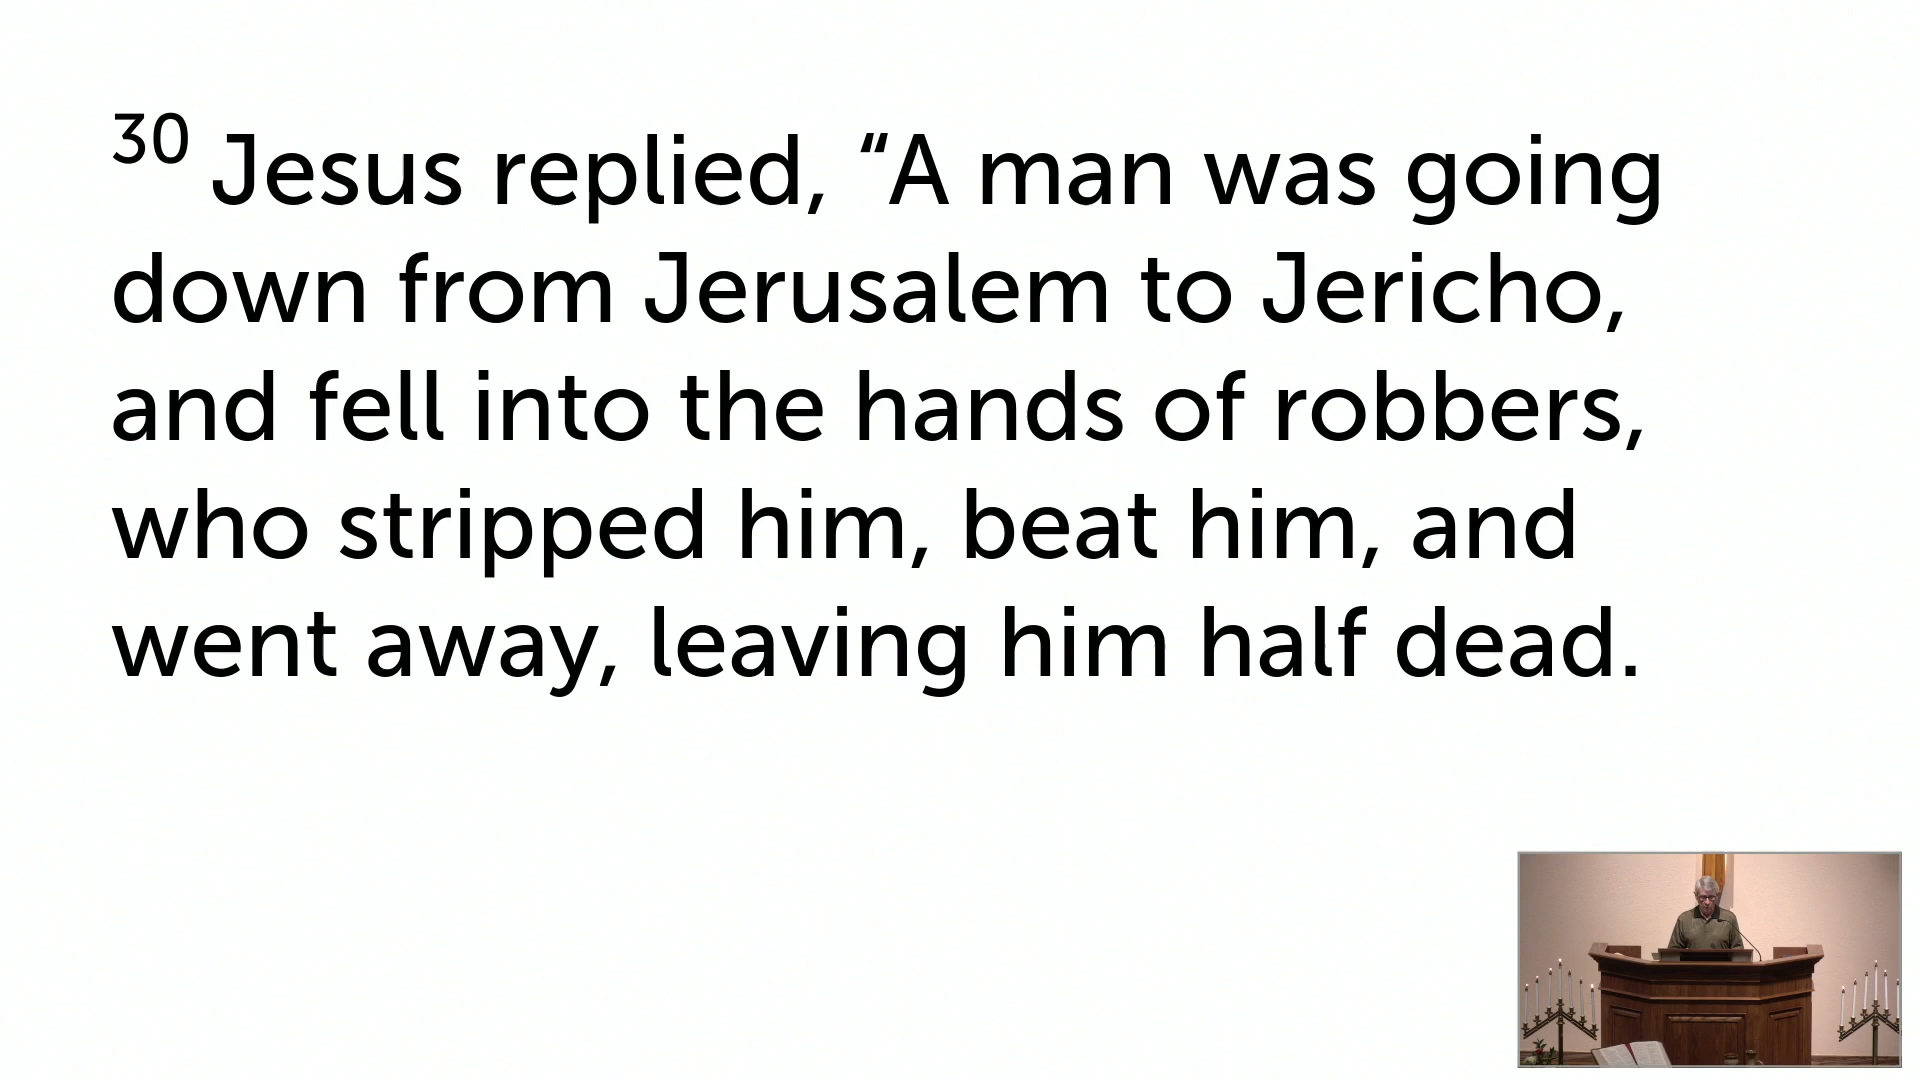 30 Jesus replied, “A man was going
down from Jerusalem to Jericho,
and fell into the hands of robbers,
who stripped him, beat him, and
went away, leaving him half dead.